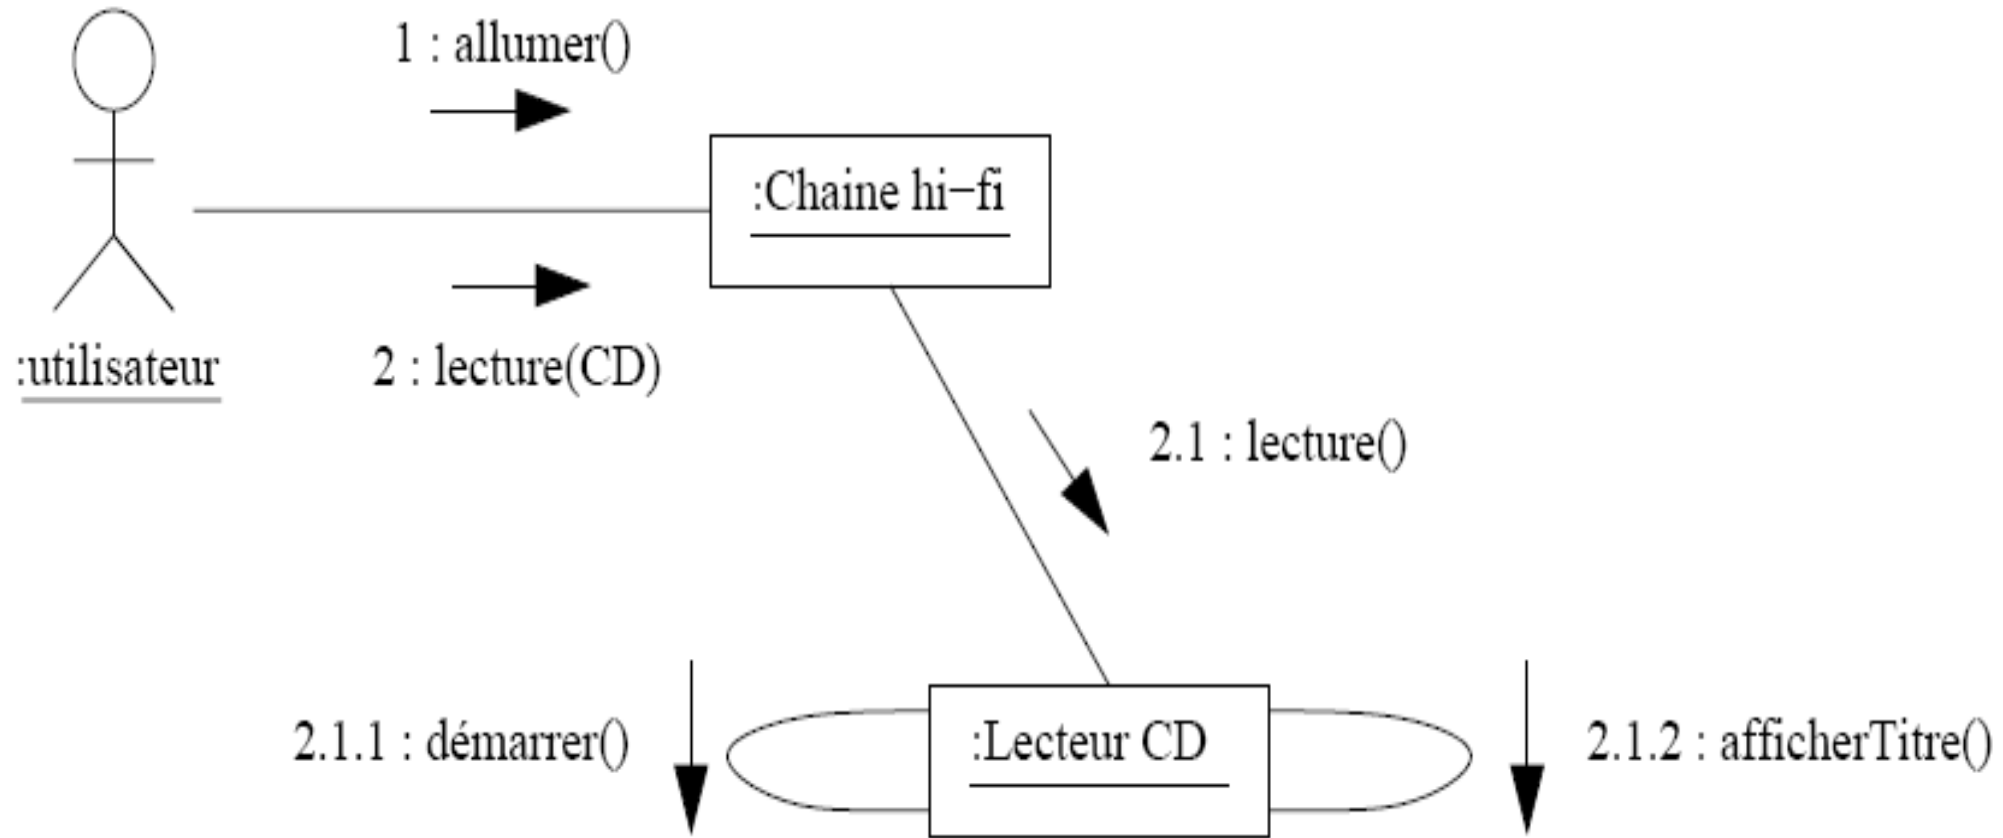 1 : allumer()
:Chaine hi−fi
:utilisateur
2 : lecture(CD)
2.1 : lecture()
2.1.1 : démarrer()
:Lecteur CD
2.1.2 : afficherTitre()